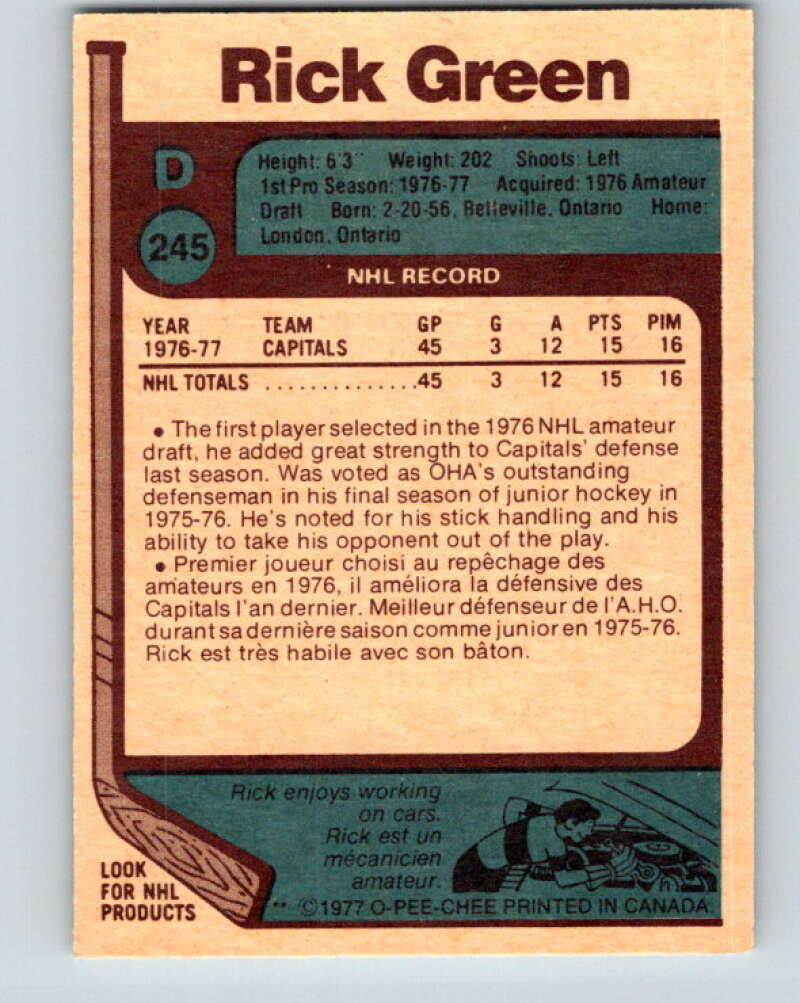 Rick Green
D
Height: 6'3" Weight: 202 Shoots: Left
1st Pro Season: 1976-77 Acquired: 1976 Amateur
Draft Born: 2-20-56, Belleville, Ontario Home:
London, Ontario
245
NHL RECORD
YEAR TEAM GP G A PTS PIM
1976-77 CAPITALS 45 3 12 15 16
NHL TOTALS ...............45 3 12 15 16
• The first player selected in the 1976 NHL amateur
draft, he added great strength to Capitals' defense
last season. Was voted as OHA's outstanding
defenseman in his final season of junior hockey in
1975-76. He's noted for his stick handling and his
ability to take his opponent out of the play.
• Premier joueur choisi au repêchage des
amateurs en 1976, il améliora la défensive des
Capitals l'an dernier. Meilleur défenseur de l'A.H.O.
durant sa dernière saison comme junior en 1975-76.
Rick est très habile avec son bâton.
Rick enjoys working
on cars.
Rick est un
mécanicien
amateur.
LOOK
FOR NHL
PRODUCTS
** ©1977 O-PEE-CHEE PRINTED IN CANADA.